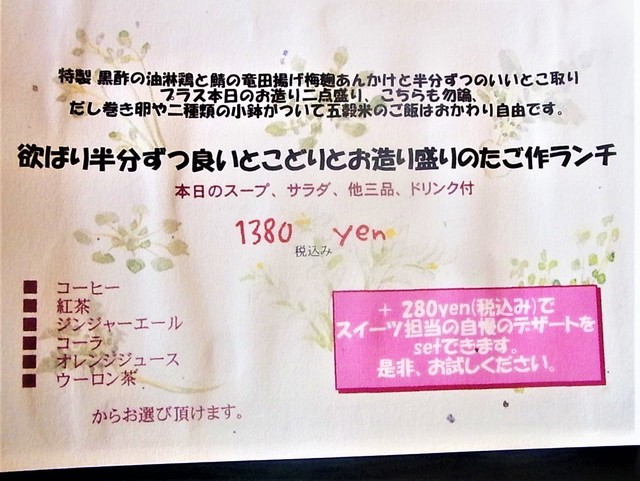 特製 黒酢の油淋鶏と鯖の竜田揚げ梅麹あんかけと半分ずつのいいとこ取り
プラス本日のお造り二点盛り、こちらも勿論、
だし巻き卵や二種類の小鉢がついて五穀米のご飯はおかわり自由です。
欲ばり半分ずつ良いとこどりとお造り盛りのたご作ランチ
本日のスープ、サラダ、他三品、ドリンク付
1380 yen
税込み
■ コーヒー
■ 紅茶
■ ジンジャーエール
■ コーラ
■ オレンジジュース
■ ウーロン茶
からお選び頂けます。
+ 280yen(税込み)で
スイーツ担当の自慢のデザートを
setできます。
是非、お試しください。